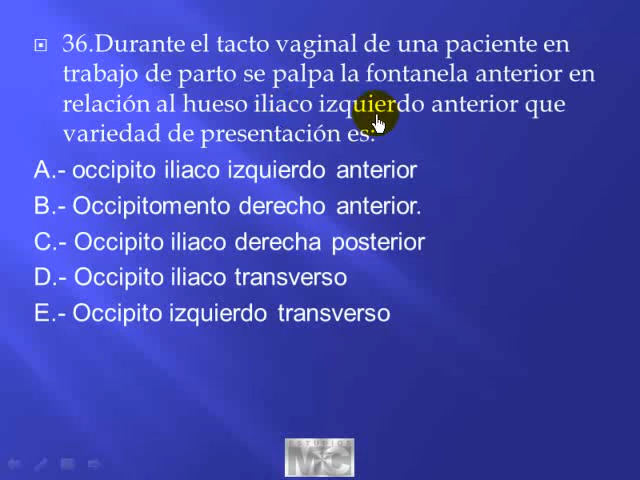 36.Durante el tacto vaginal de una paciente en
trabajo de parto se palpa la fontanela anterior en
relación al hueso iliaco izquierdo anterior que
variedad de presentación es:
A.- occipito iliaco izquierdo anterior
B.- Occipitomento derecho anterior.
C.- Occipito iliaco derecha posterior
D.- Occipito iliaco transverso
E.- Occipito izquierdo transverso
ESTUDIOS
MC